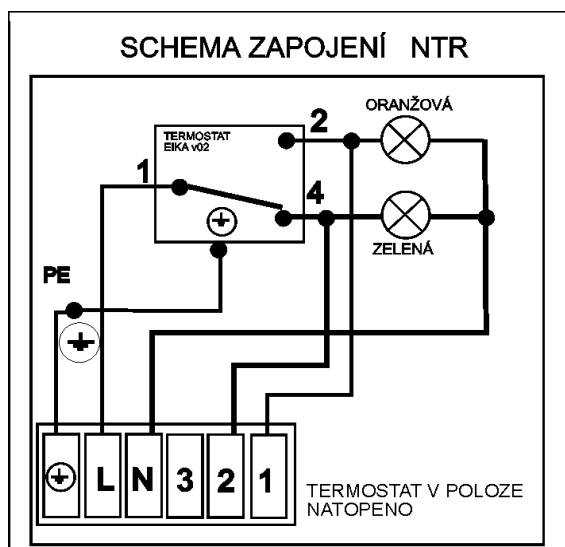 SCHEMA ZAPOJENÍ NTR
ORANŽOVÁ
TERMOSTAT
EIKA v02
2
1
4
ZELENÁ
PE
L N 3 2 1
TERMOSTAT V POLOZE
NATOPENO